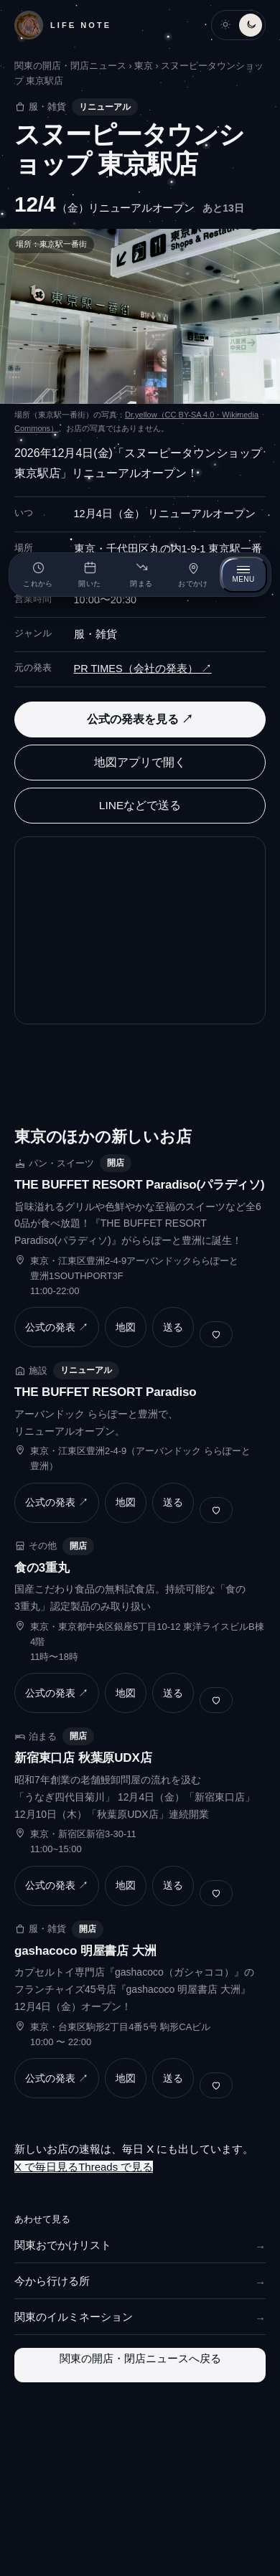 LIFE NOTE
関東の開店・閉店ニュース › 東京 › スヌーピータウンショ
ップ 東京駅店
服・雑貨 リニューアル
スヌーピータウンシ
ョップ 東京駅店
12/4（金）リニューアルオープン あと13日
場所：東京駅一番街
Shops & Restaura
東京駅一番街
八重洲
中央口
場所（東京駅一番街）の写真：Dr.yellow（CC BY-SA 4.0・Wikimedia
Commons）。お店の写真ではありません。
2026年12月4日(金)「スヌーピータウンショップ
東京駅店」リニューアルオープン！
いつ 12月4日（金） リニューアルオープン
場所 東京・千代田区丸の内1-9-1 東京駅一番
これから 開いた 閉まる おでかけ MENU
営業時間 10:00〜20:30
ジャンル 服・雑貨
元の発表 PR TIMES（会社の発表） ↗
公式の発表を見る ↗
地図アプリで開く
LINEなどで送る
東京のほかの新しいお店
パン・スイーツ 開店
THE BUFFET RESORT Paradiso(パラディソ)
旨味溢れるグリルや色鮮やかな至福のスイーツなど全6
0品が食べ放題！『THE BUFFET RESORT
Paradiso(パラディソ)』がららぽーと豊洲に誕生！
東京・江東区豊洲2-4-9アーバンドックららぽーと
豊洲1SOUTHPORT3F
11:00-22:00
公式の発表 ↗ 地図 送る
施設 リニューアル
THE BUFFET RESORT Paradiso
アーバンドック ららぽーと豊洲で、
リニューアルオープン。
東京・江東区豊洲2-4-9（アーバンドック ららぽーと
豊洲）
公式の発表 ↗ 地図 送る
その他 開店
食の3重丸
国産こだわり食品の無料試食店。持続可能な「食の
3重丸」認定製品のみ取り扱い
東京・東京都中央区銀座5丁目10-12 東洋ライスビルB棟
4階
11時〜18時
公式の発表 ↗ 地図 送る
泊まる 開店
新宿東口店 秋葉原UDX店
昭和7年創業の老舗鰻卸問屋の流れを汲む
「うなぎ四代目菊川」 12月4日（金）「新宿東口店」
12月10日（木）「秋葉原UDX店」連続開業
東京・新宿区新宿3-30-11
11:00~15:00
公式の発表 ↗ 地図 送る
服・雑貨 開店
gashacoco 明屋書店 大洲
カプセルトイ専門店『gashacoco（ガシャココ）』の
フランチャイズ45号店『gashacoco 明屋書店 大洲』
12月4日（金）オープン！
東京・台東区駒形2丁目4番5号 駒形CAビル
10:00 〜 22:00
公式の発表 ↗ 地図 送る
新しいお店の速報は、毎日 X にも出しています。
X で毎日見るThreads で見る
あわせて見る
関東おでかけリスト →
今から行ける所 →
関東のイルミネーション →
関東の開店・閉店ニュースへ戻る